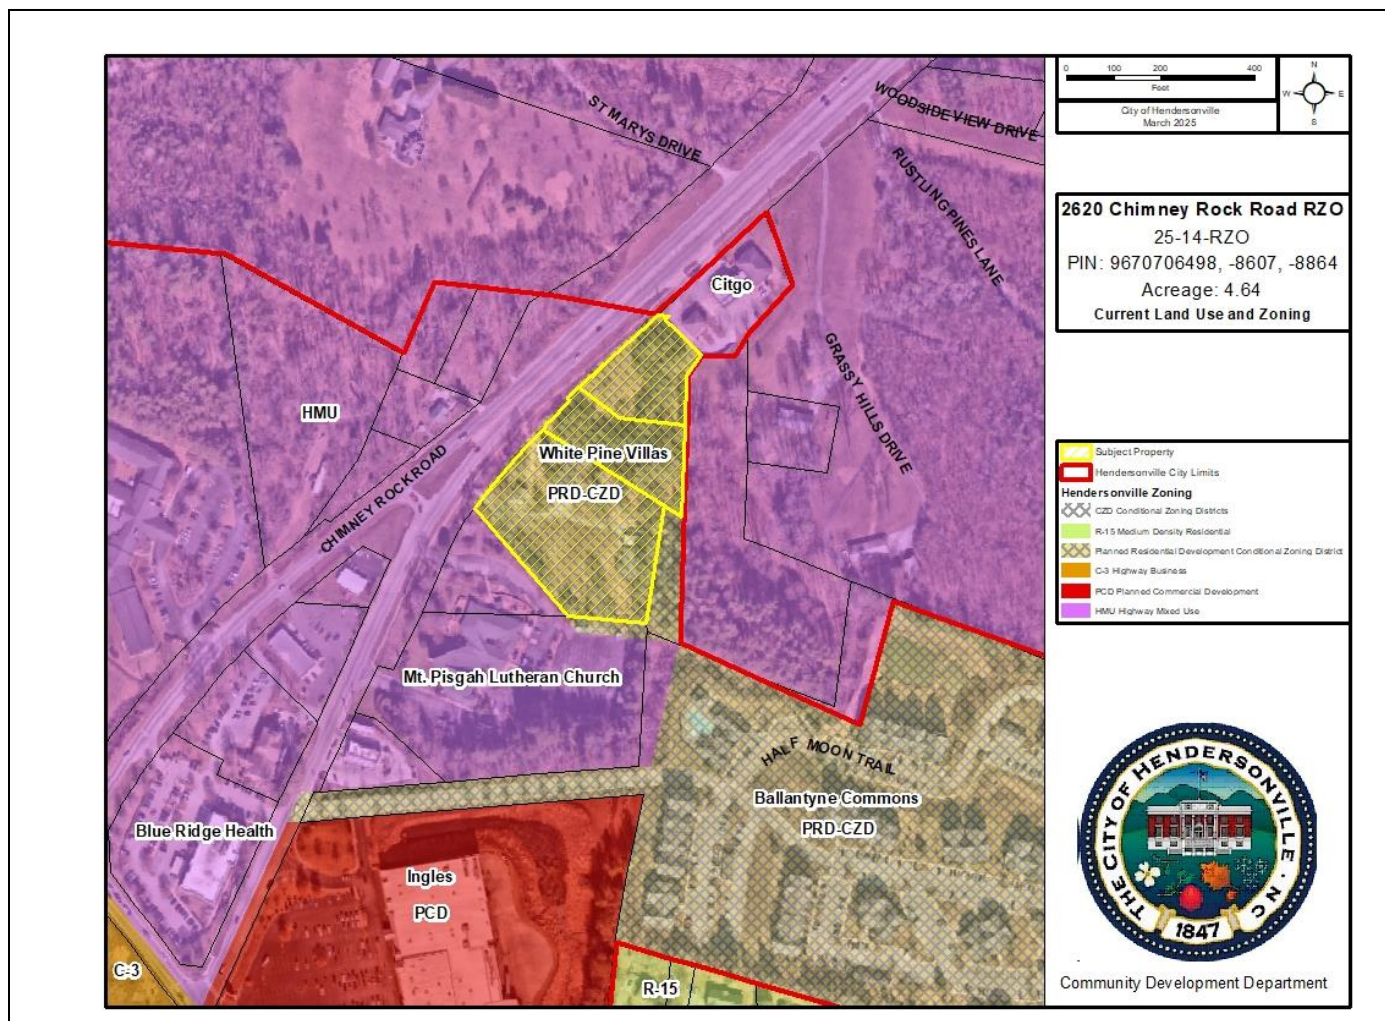 0 100 200 400
Feet
City of Hendersonville
March 2025
N
W E
S
2620 Chimney Rock Road RZO
25-14-RZO
PIN: 9670706498, -8607, -8864
Acreage: 4.64
Current Land Use and Zoning
Subject Property
Hendersonville City Limits
Hendersonville Zoning
CZD Conditional Zoning Districts
R-15 Medium Density Residential
Planned Residential Development Conditional Zoning District
C-3 Highway Business
PCD Planned Commercial Development
HMU Highway Mixed Use
ST MARYS DRIVE
WOODSIDE VIEW DRIVE
RUSTLING PINES LANE
Citgo
GRASSY HILLS DRIVE
HMU
CHIMNEY ROCK ROAD
White Pine Villas
PRD-CZD
Mt. Pisgah Lutheran Church
HALF MOON TRAIL
Ballantyne Commons
PRD-CZD
Blue Ridge Health
Ingles
PCD
C-3
R-15
THE CITY OF HENDERSONVILLE · NC
1847
Community Development Department